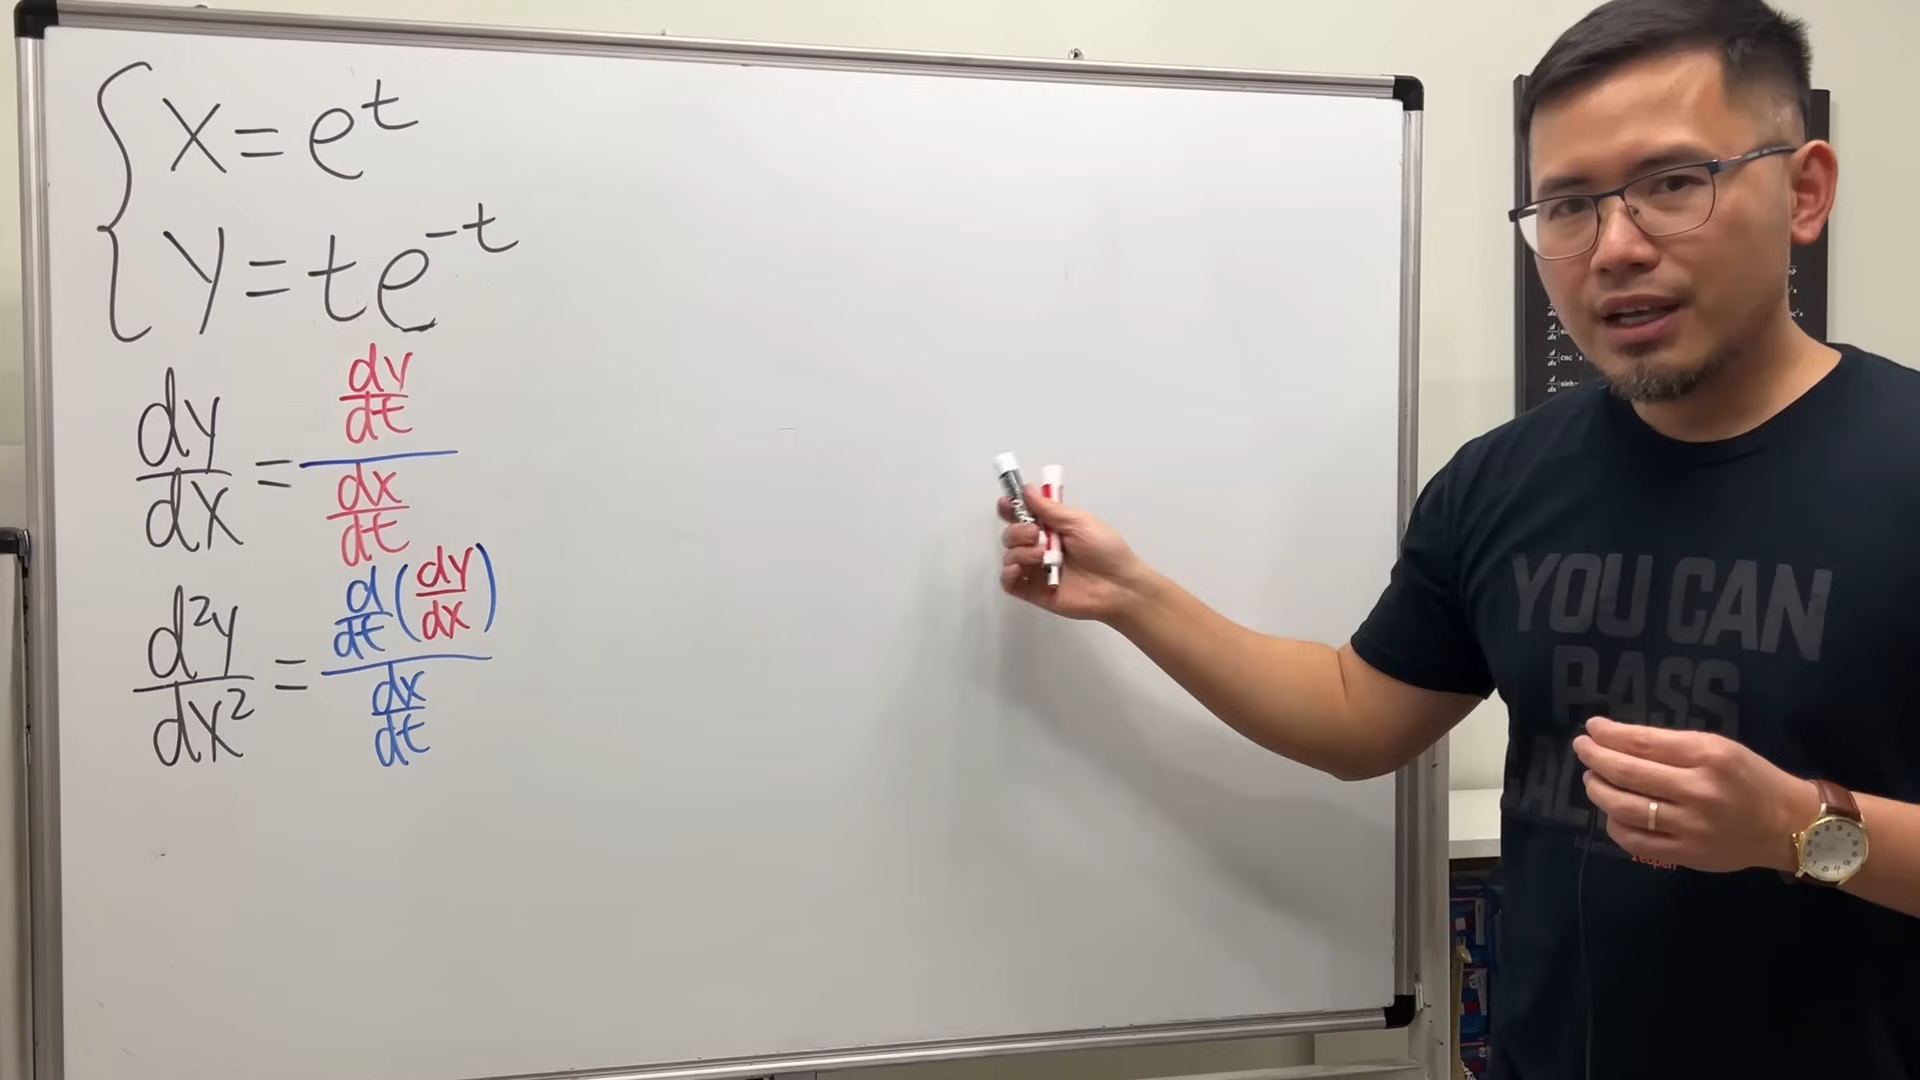 x = e^t
y = te^-t
dy/dx = (dy/dt)/(dx/dt)
d²y/dx² = (d/dt(dy/dx))/(dx/dt)
YOU CAN
PASS